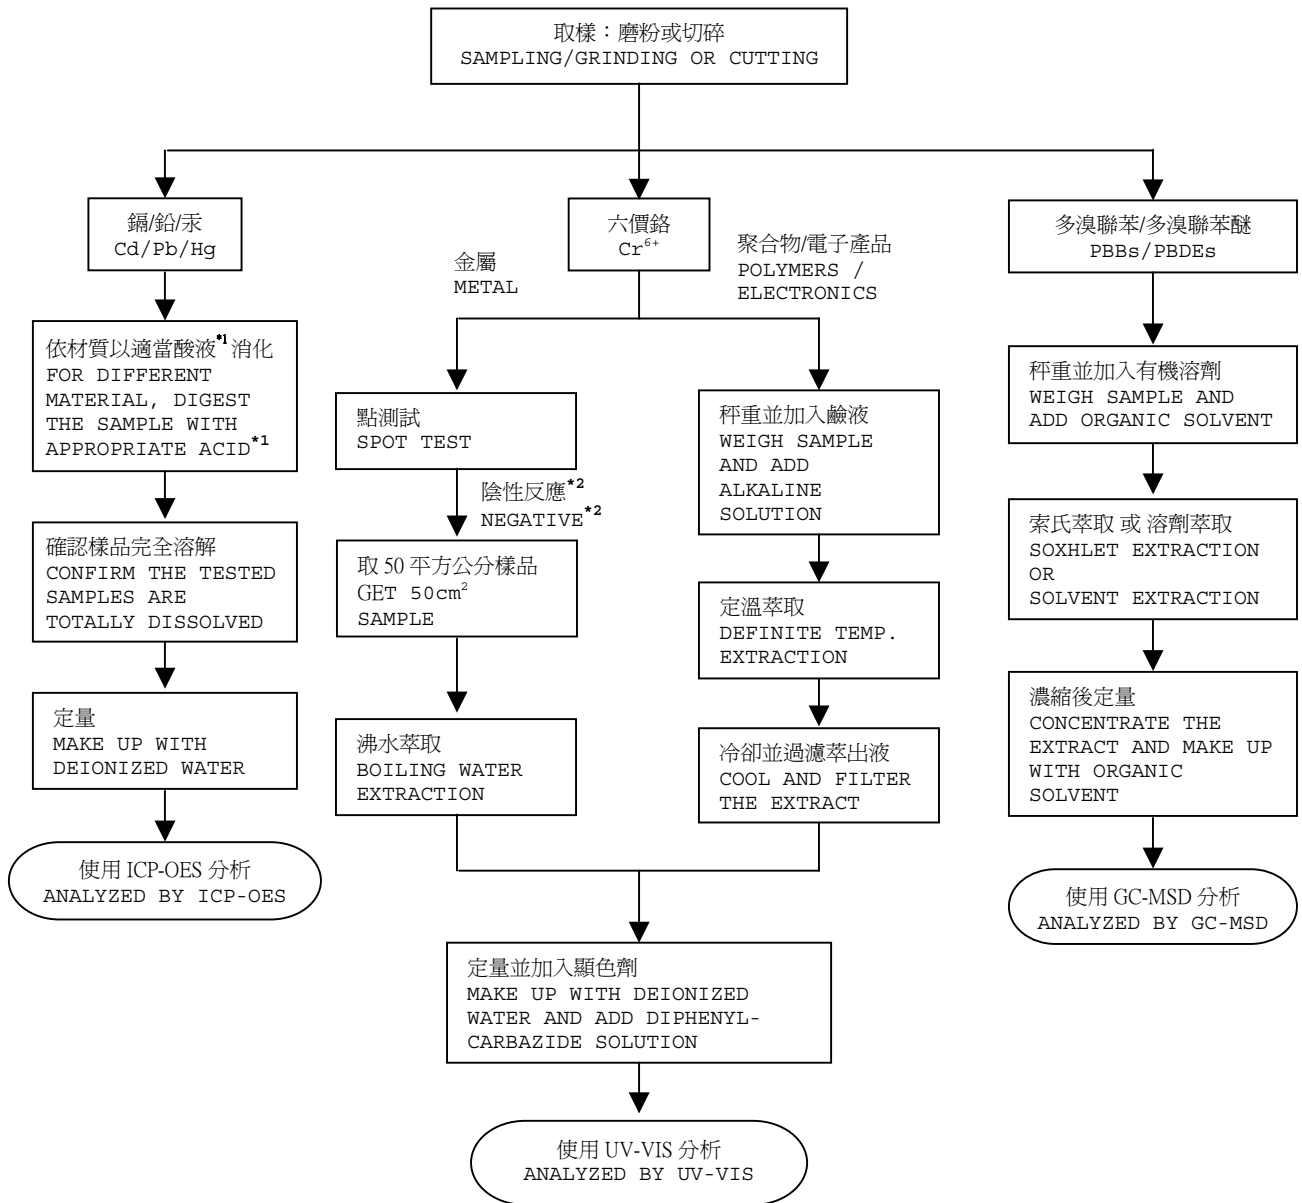 取樣：磨粉或切碎
SAMPLING/GRINDING OR CUTTING
鎘/鉛/汞
Cd/Pb/Hg
依材質以適當酸液*1 消化
FOR DIFFERENT
MATERIAL, DIGEST
THE SAMPLE WITH
APPROPRIATE ACID*1
確認樣品完全溶解
CONFIRM THE TESTED
SAMPLES ARE
TOTALLY DISSOLVED
定量
MAKE UP WITH
DEIONIZED WATER
使用 ICP-OES 分析
ANALYZED BY ICP-OES
六價鉻
Cr6+
金屬
METAL
點測試
SPOT TEST
陰性反應*2
NEGATIVE*2
取 50 平方公分樣品
GET 50cm2
SAMPLE
沸水萃取
BOILING WATER
EXTRACTION
聚合物/電子產品
POLYMERS /
ELECTRONICS
秤重並加入鹼液
WEIGH SAMPLE
AND ADD
ALKALINE
SOLUTION
定溫萃取
DEFINITE TEMP.
EXTRACTION
冷卻並過濾萃出液
COOL AND FILTER
THE EXTRACT
定量並加入顯色劑
MAKE UP WITH DEIONIZED
WATER AND ADD DIPHENYL-
CARBAZIDE SOLUTION
使用 UV-VIS 分析
ANALYZED BY UV-VIS
多溴聯苯/多溴聯苯醚
PBBs/PBDEs
秤重並加入有機溶劑
WEIGH SAMPLE AND
ADD ORGANIC SOLVENT
索氏萃取 或 溶劑萃取
SOXHLET EXTRACTION
OR
SOLVENT EXTRACTION
濃縮後定量
CONCENTRATE THE
EXTRACT AND MAKE UP
WITH ORGANIC
SOLVENT
使用 GC-MSD 分析
ANALYZED BY GC-MSD